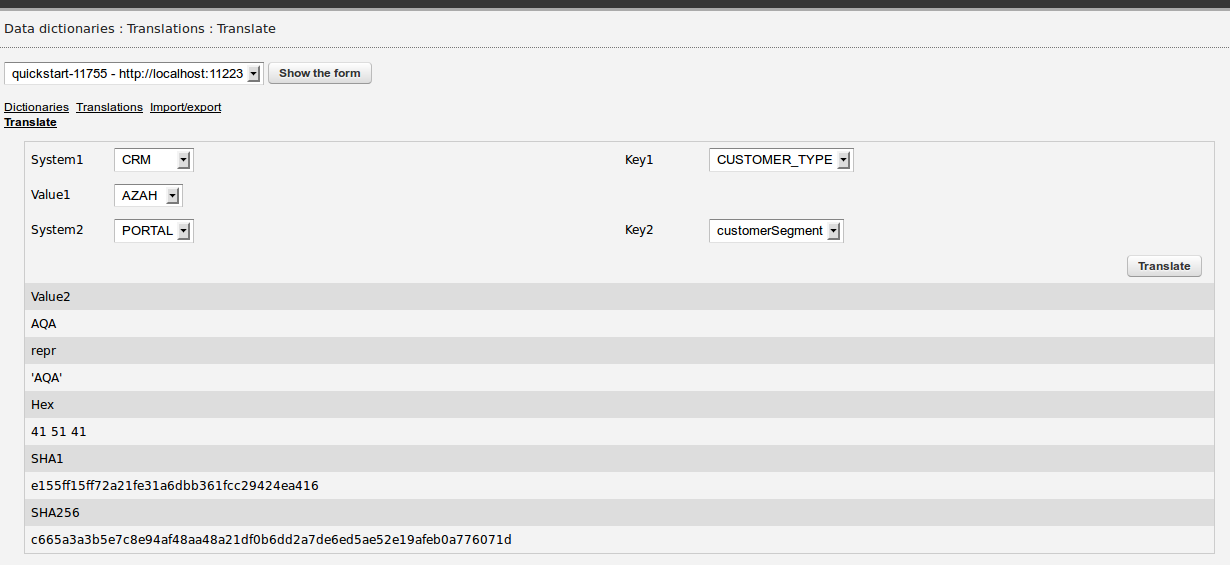 Data dictionaries : Translations : Translate
quickstart-11755 - http://localhost:11223 Show the form
Dictionaries Translations Import/export
Translate
System1 CRM Key1 CUSTOMER_TYPE
Value1 AZAH
System2 PORTAL Key2 customerSegment
Translate
Value2
AQA
repr
'AQA'
Hex
41 51 41
SHA1
e155ff15ff72a21fe31a6dbb361fcc29424ea416
SHA256
c665a3a3b5e7c8e94af48aa48a21df0b6dd2a7de6ed5ae52e19afeb0a776071d